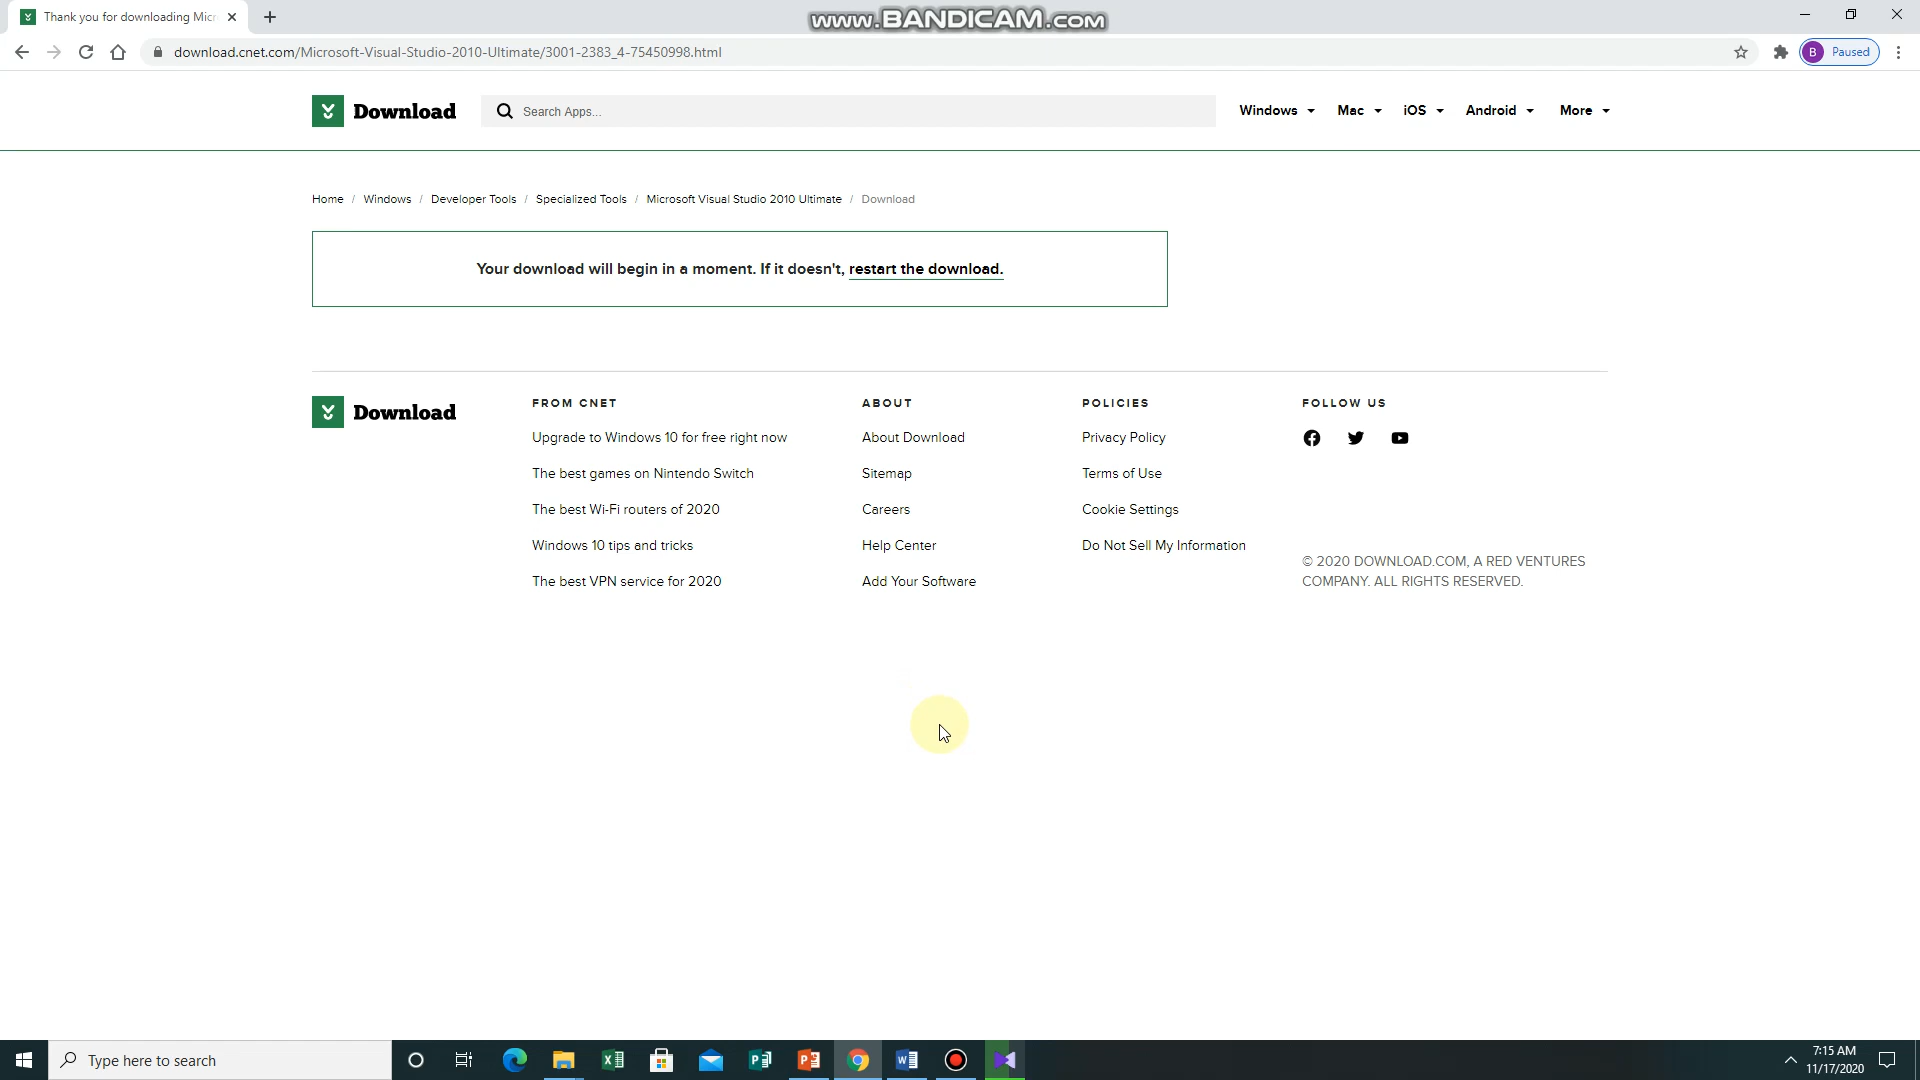 Thank you for downloading Micr
www.BANDICAM.com
download.cnet.com/Microsoft-Visual-Studio-2010-Ultimate/3001-2383_4-75450998.html
B Paused
Download
Search Apps...
Windows Mac iOS Android More
Home / Windows / Developer Tools / Specialized Tools / Microsoft Visual Studio 2010 Ultimate / Download
Your download will begin in a moment. If it doesn't, restart the download.
Download
FROM CNET
Upgrade to Windows 10 for free right now
The best games on Nintendo Switch
The best Wi-Fi routers of 2020
Windows 10 tips and tricks
The best VPN service for 2020
ABOUT
About Download
Sitemap
Careers
Help Center
Add Your Software
POLICIES
Privacy Policy
Terms of Use
Cookie Settings
Do Not Sell My Information
FOLLOW US
© 2020 DOWNLOAD.COM, A RED VENTURES
COMPANY. ALL RIGHTS RESERVED.
Type here to search
7:15 AM
11/17/2020